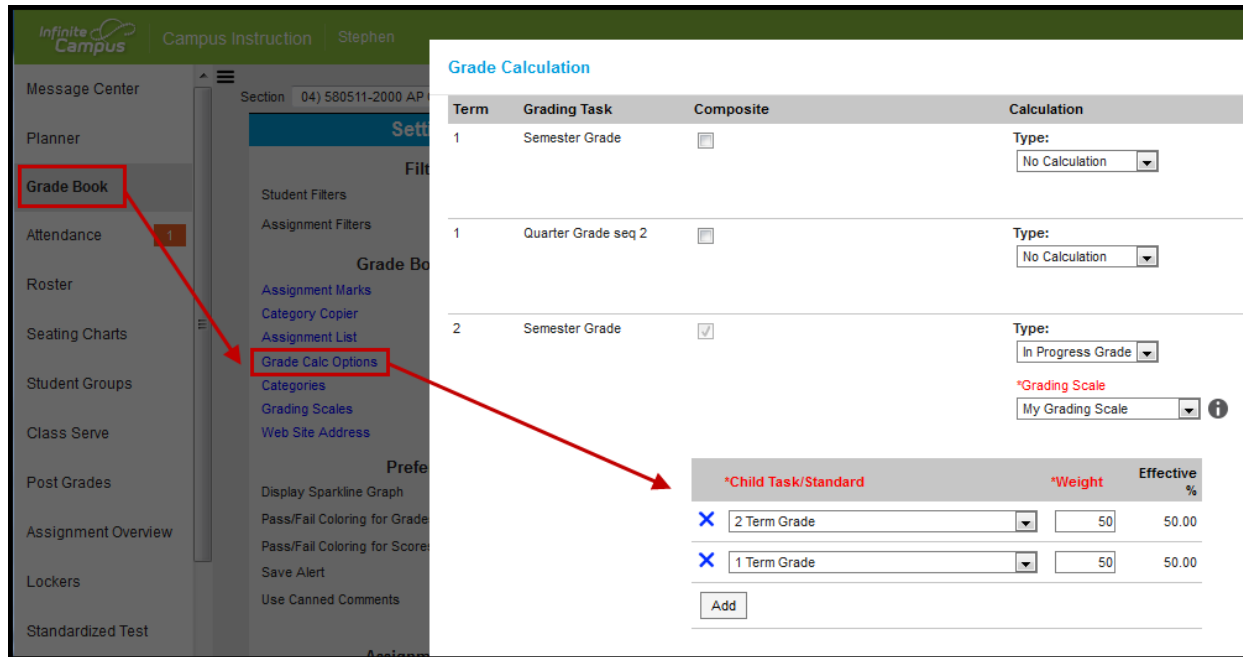 Infinite Campus
Campus Instruction
Stephen
Message Center
Planner
Grade Book
Attendance 1
Roster
Seating Charts
Student Groups
Class Serve
Post Grades
Assignment Overview
Lockers
Standardized Test
Section 04) 580511-2000 AP
Student Filters
Assignment Filters
Assignment Marks
Category Copier
Assignment List
Grade Calc Options
Categories
Grading Scales
Web Site Address
Display Sparkline Graph
Pass/Fail Coloring for Grade
Pass/Fail Coloring for Score
Save Alert
Use Canned Comments
Grade Calculation
Term Grading Task Composite Calculation
1 Semester Grade Type:
No Calculation
1 Quarter Grade seq 2 Type:
No Calculation
2 Semester Grade Type:
In Progress Grade
*Grading Scale
My Grading Scale
*Child Task/Standard *Weight Effective %
2 Term Grade 50 50.00
1 Term Grade 50 50.00
Add